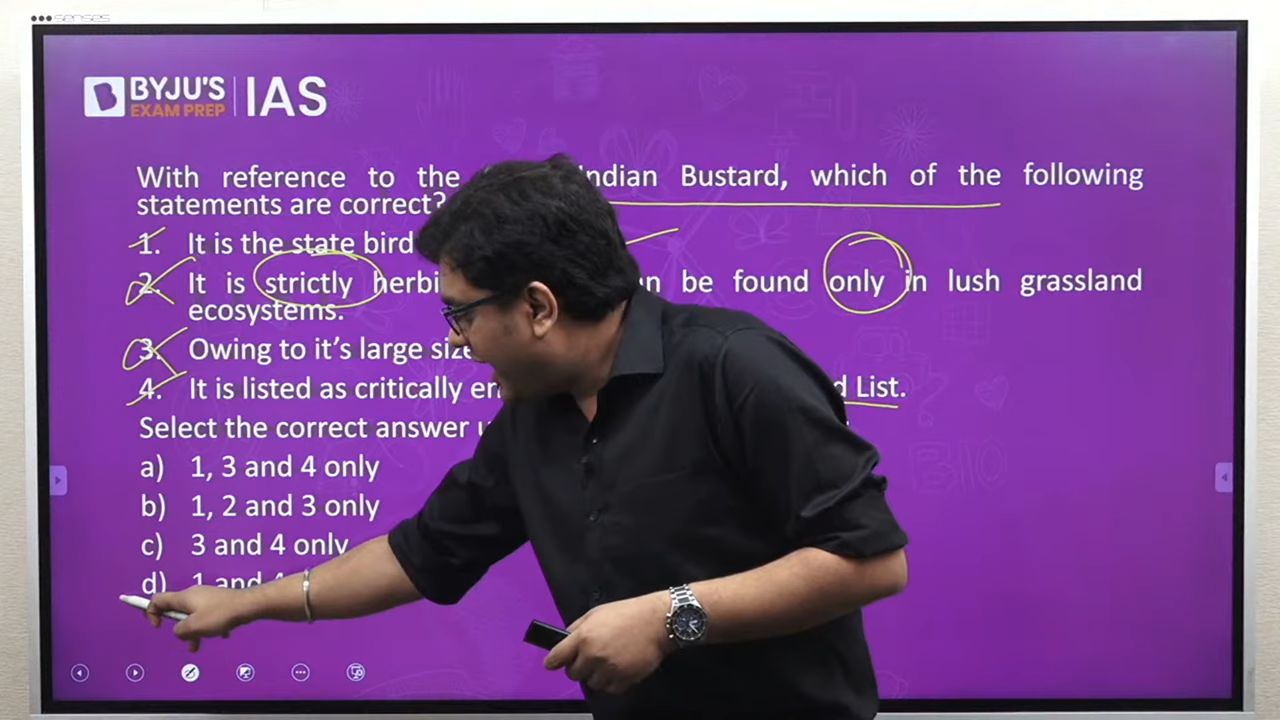 senses
BYJU'S
EXAM PREP
IAS
With reference to the Indian Bustard, which of the following
statements are correct?
1. It is the state bird
2. It is strictly be found only in lush grassland
ecosystems.
3. Owing to it's large
4. It is listed as critically List.
Select the correct answer
a) 1, 3 and 4 only
b) 1, 2 and 3 only
c) 3 and 4 only
d) 1 and